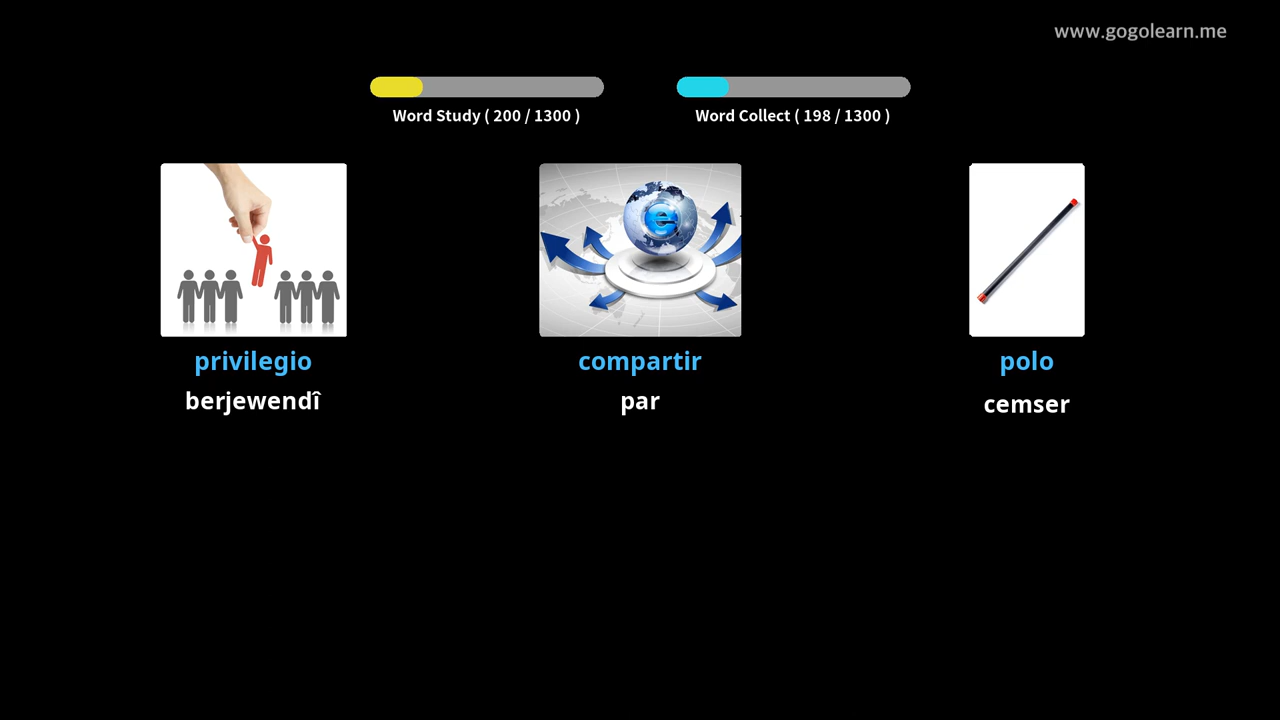 www.gogolearn.me
Word Study ( 200 / 1300 )
Word Collect ( 198 / 1300 )
e
privilegio
compartir
polo
berjewendî
par
cemser